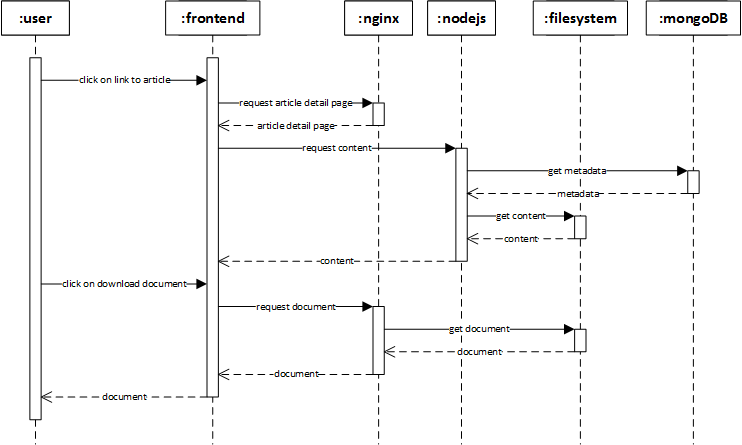 :user
:frontend
:nginx
:nodejs
:filesystem
:mongoDB
click on link to article
request article detail page
article detail page
request content
get metadata
metadata
get content
content
content
click on download document
request document
get document
document
document
document